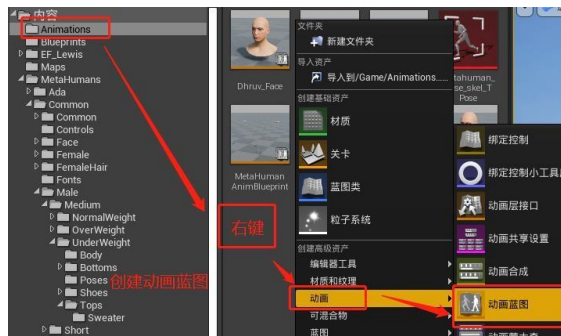 内容
Animations
Blueprints
EF_Lewis
Maps
MetaHumans
Ada
Common
Common
Controls
Face
Female
FemaleHair
Fonts
Male
Medium
NormalWeight
OverWeight
UnderWeight
Body
Bottoms
Poses
Shoes
Tops
Sweater
Short
创建动画蓝图
右键
Dhruv_Face
MetaHuman
AnimBlueprint
文件夹
新建文件夹
导入资产
导入到/Game/Animations......
创建基础资产
材质
关卡
蓝图类
粒子系统
创建高级资产
编辑器工具
材质和纹理
动画
可混合物
蓝图
Pose
绑定控制
绑定控制小工具
动画层接口
动画共享设置
动画合成
动画蓝图